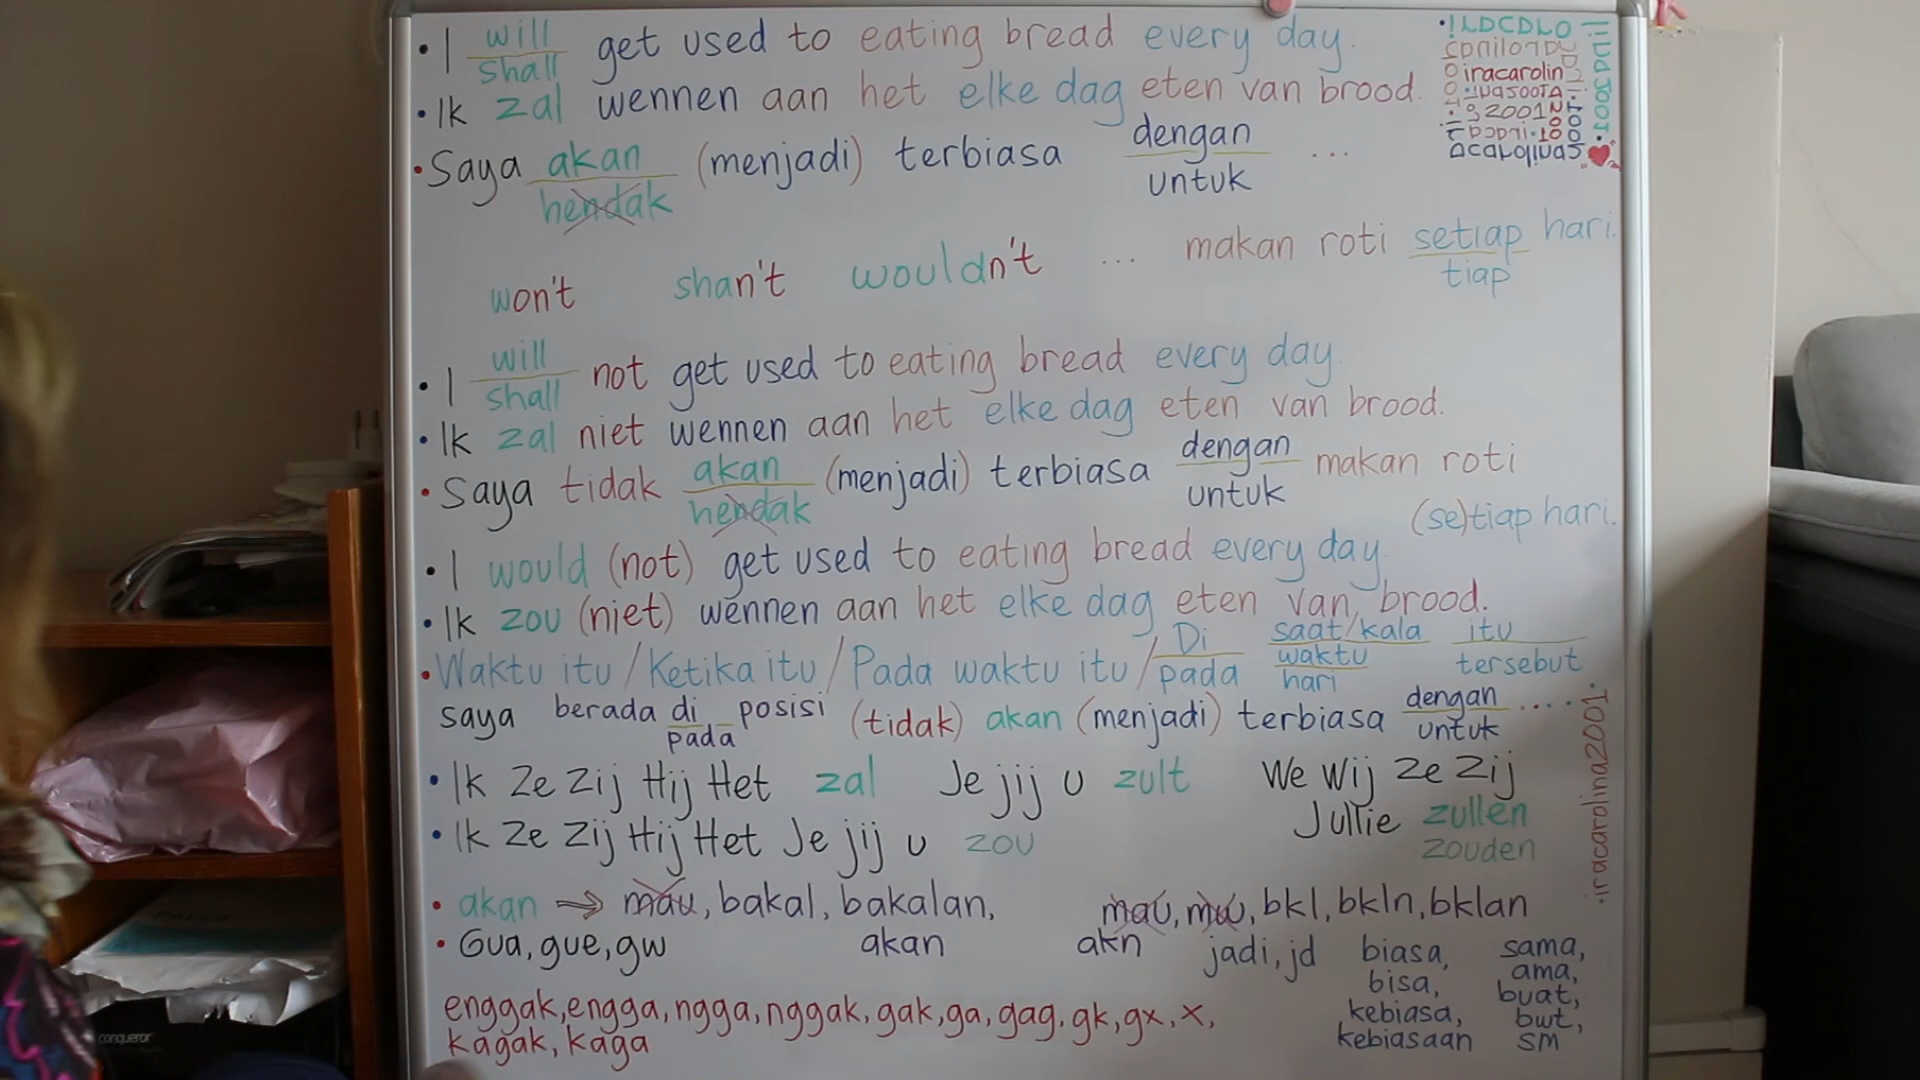 • I will/shall get used to eating bread every day.
• Ik zal wennen aan het elke dag eten van brood.
• Saya akan/hendak (menjadi) terbiasa dengan/untuk ...
... makan roti setiap/tiap hari.
won't shan't wouldn't
• I will/shall not get used to eating bread every day.
• Ik zal niet wennen aan het elke dag eten van brood.
• Saya tidak akan/hendak (menjadi) terbiasa dengan/untuk makan roti
(se)tiap hari.
• I would (not) get used to eating bread every day.
• Ik zou (niet) wennen aan het elke dag eten van brood.
• Waktu itu / Ketika itu / Pada waktu itu / Di/pada saat/kala/waktu/hari itu/tersebut
saya berada di/pada posisi (tidak) akan (menjadi) terbiasa dengan/untuk ....
• Ik Ze Zij Hij Het zal Je jij u zult We Wij Ze Zij
Jullie zullen
• Ik Ze Zij Hij Het Je jij u zou zouden
• akan ⇒ mau, bakal, bakalan, mau, mw, bkl, bkln, bklan
• Gua, gue, gw akan akn jadi, jd biasa, sama,
bisa, ama,
kebiasa, buat,
kebiasaan bwt,
sm
enggak, engga, ngga, nggak, gak, ga, gag, gk, gx, x,
kagak, kaga
iracarolin
2001
acarolinas
.iracarolina2001.
conqueror